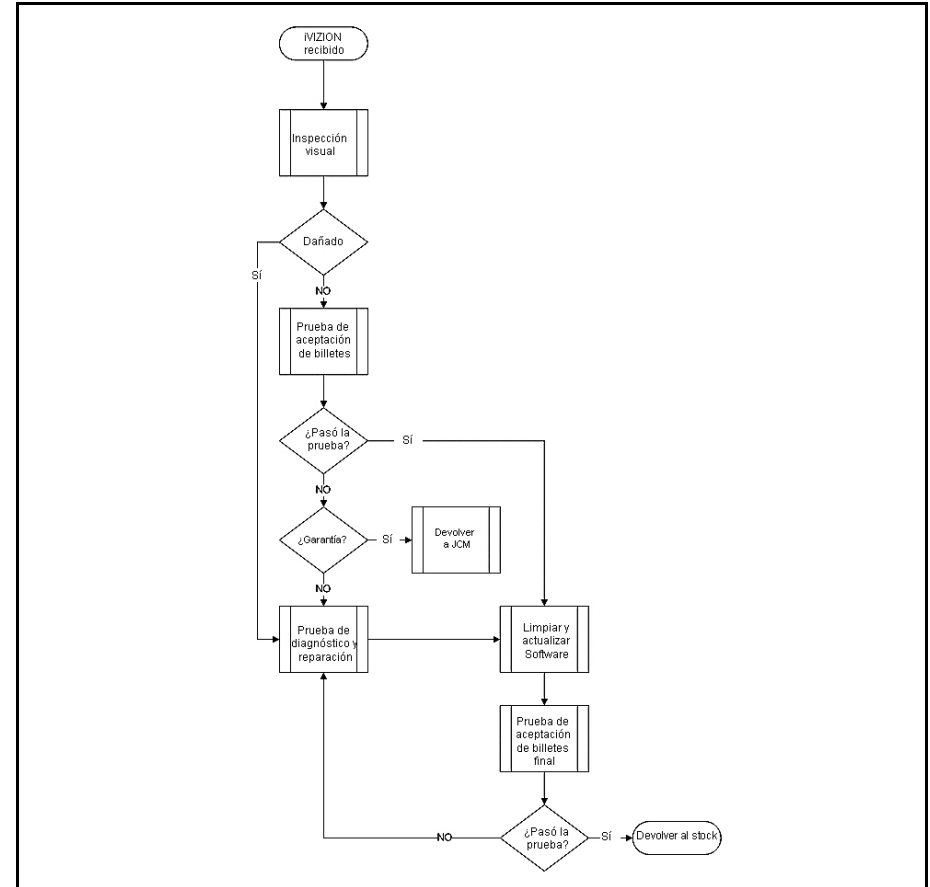 iVIZION
recibido
Inspección
visual
Dañado
Sí
NO
Prueba de
aceptación
de billetes
¿Pasó la
prueba?
Sí
NO
¿Garantía?
Sí
Devolver
a JCM
NO
Prueba de
diagnóstico y
reparación
Limpiar y
actualizar
Software
Prueba de
aceptación
de billetes
final
¿Pasó la
prueba?
NO
Sí
Devolver al stock